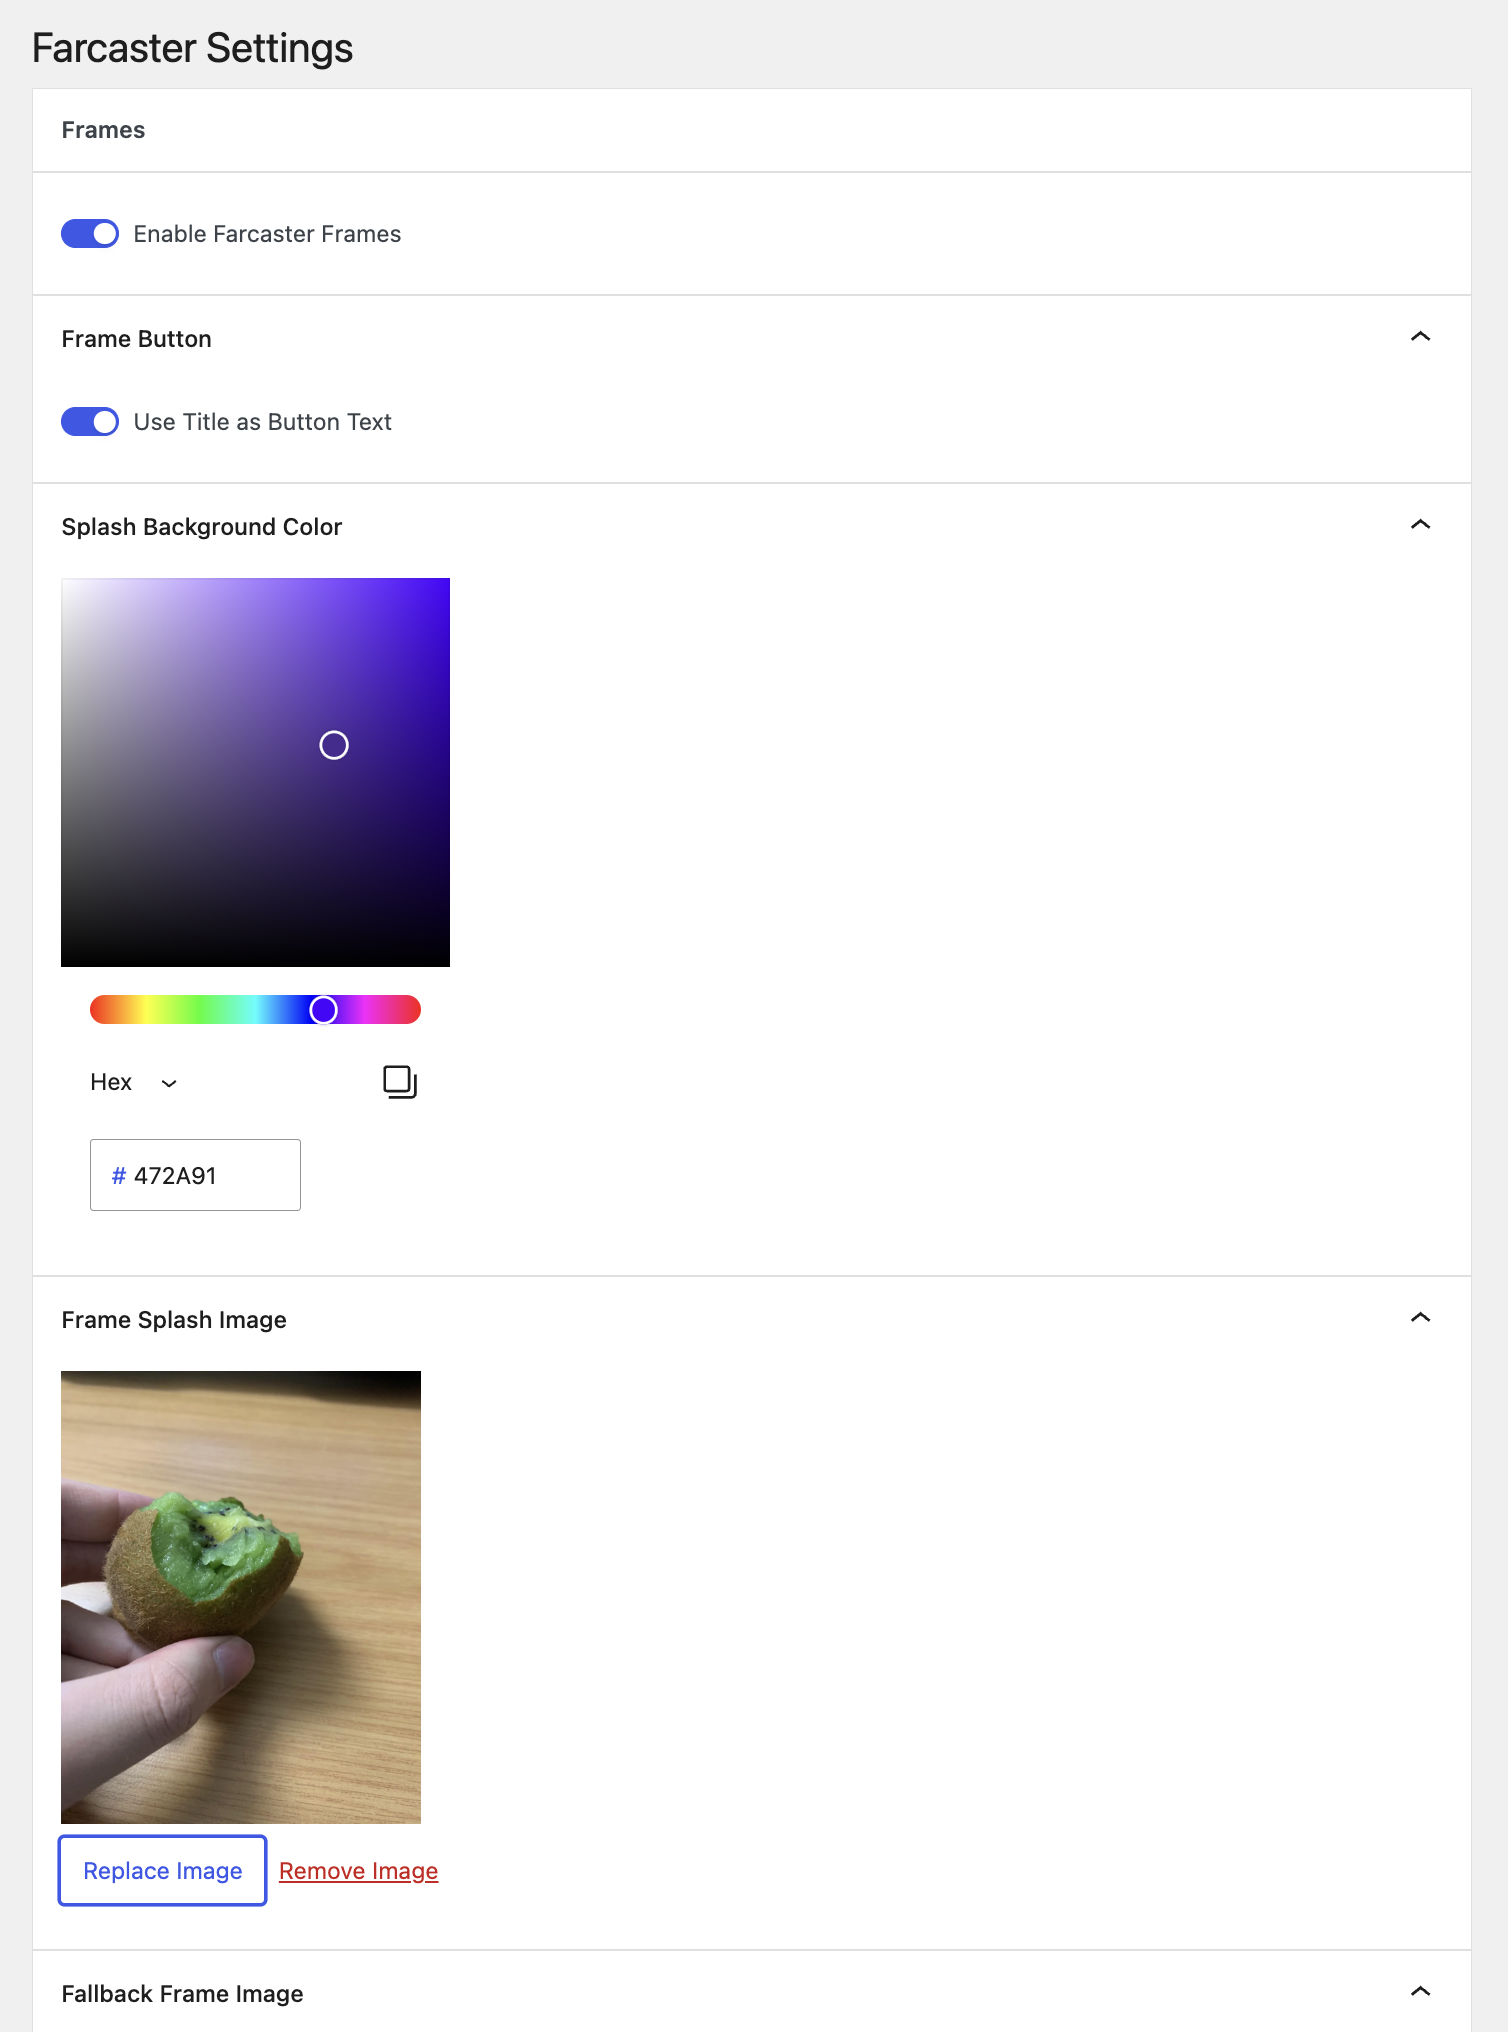 Farcaster Settings
Frames
Enable Farcaster Frames
Frame Button
Use Title as Button Text
Splash Background Color
Hex
# 472A91
Frame Splash Image
Replace Image Remove Image
Fallback Frame Image